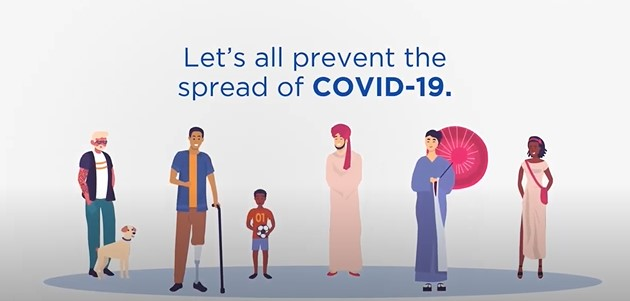 Let's all prevent the
spread of COVID-19.
01